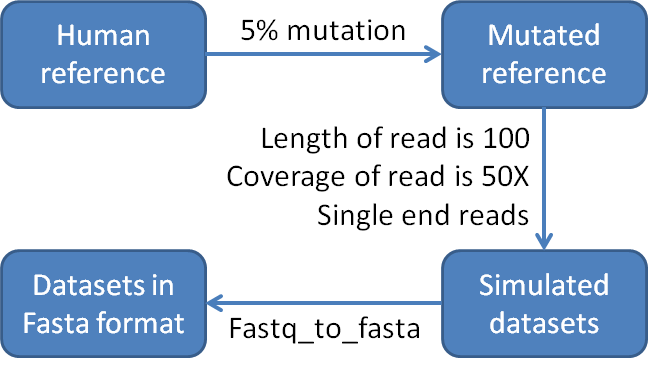 Human
reference
5% mutation
Mutated
reference
Length of read is 100
Coverage of read is 50X
Single end reads
Simulated
datasets
Fastq_to_fasta
Datasets in
Fasta format